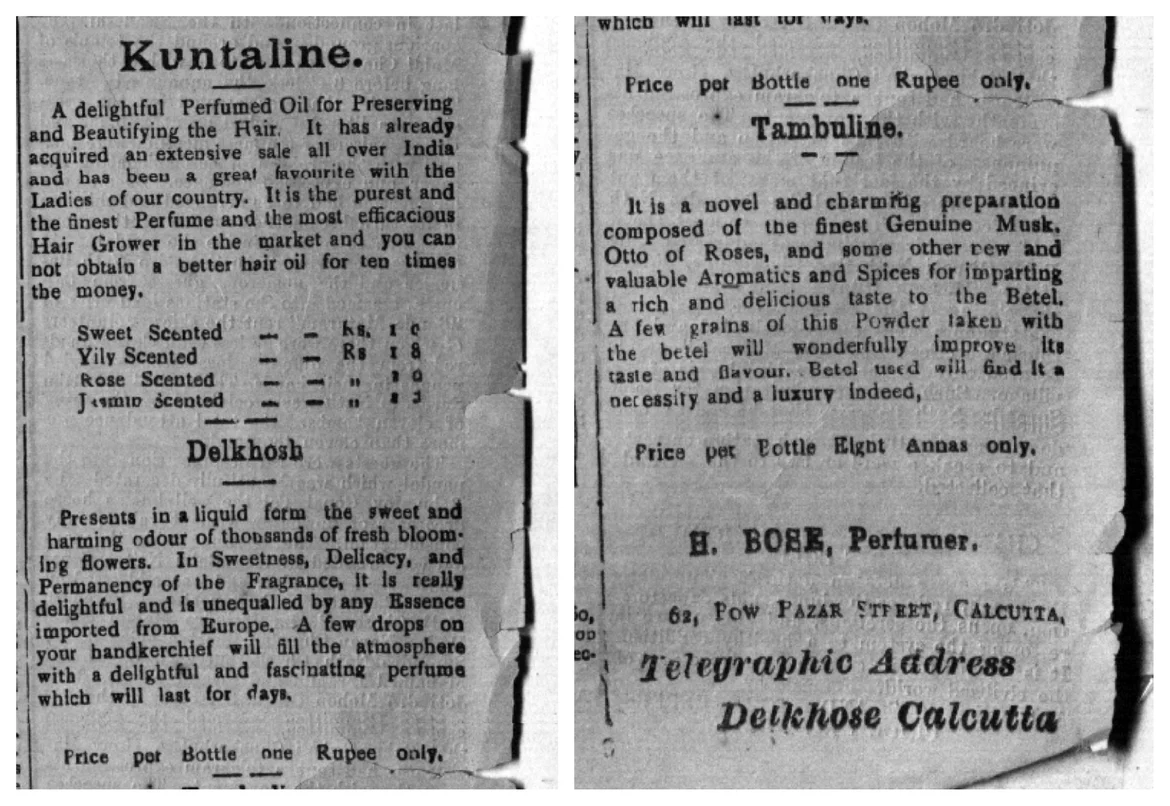 Kuntaline.
A delightful Perfumed Oil for Preserving
and Beautifying the Hair. It has already
acquired an extensive sale all over India
and has been a great favourite with the
Ladies of our country. It is the purest and
the finest Perfume and the most efficacious
Hair Grower in the market and you can
not obtain a better hair oil for ten times
the money.
Sweet Scented — — Rs. 1 0
Yily Scented — — Rs 1 8
Rose Scented — — „
Jasmin Scented — — „
Delkhosh
Presents in a liquid form the sweet and
harming odour of thousands of fresh bloom-
ing flowers. In Sweetness, Delicacy, and
Permanency of the Fragrance, it is really
delightful and is unequalled by any Essence
imported from Europe. A few drops on
your handkerchief will fill the atmosphere
with a delightful and fascinating perfume
which will last for days.
Price per Bottle one Rupee only.
which will last for days.
Price per Bottle one Rupee only.
Tambuline.
It is a novel and charming preparation
composed of the finest Genuine Musk,
Otto of Roses, and some other new and
valuable Aromatics and Spices for imparting
a rich and delicious taste to the Betel.
A few grains of this Powder taken with
the betel will wonderfully improve its
taste and flavour. Betel used will find it a
necessity and a luxury indeed,
Price per Bottle Eight Annas only.
H. BOSE, Perfumer.
62, BOW BAZAR STREET, CALCUTTA,
Telegraphic Address
Delkhose Calcutta